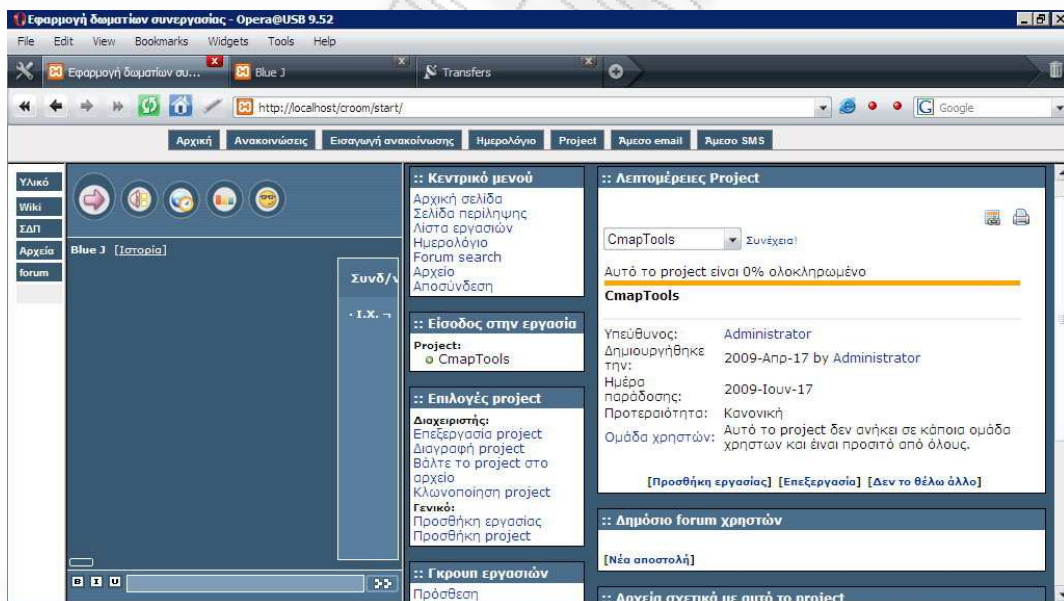 Εφαρμογή δωματίων συνεργασίας - Opera@USB 9.52
File Edit View Bookmarks Widgets Tools Help
Εφαρμογή δωματίων συ... Blue J Transfers
http://localhost/croom/start/ Google
Αρχική Ανακοινώσεις Εισαγωγή ανακοίνωσης Ημερολόγιο Project Άμεσο email Άμεσο SMS
Υλικό
Wiki
ΣΔΠ
Αρχεία
forum
Blue J [Ιστορία]
Συνδ/ν
· Ι.Χ. ¬
B I U
:: Κεντρικό μενού
Αρχική σελίδα
Σελίδα περίληψης
Λίστα εργασιών
Ημερολόγιο
Forum search
Αρχείο
Αποσύνδεση
:: Είσοδος στην εργασία
Project:
CmapTools
:: Επιλογές project
Διαχειριστής:
Επεξεργασία project
Διαγραφή project
Βάλτε το project στο
αρχείο
Κλωνοποίηση project
Γενικό:
Προσθήκη εργασίας
Προσθήκη project
:: Γκρουπ εργασιών
Πρόσθεση
:: Λεπτομέρειες Project
CmapTools Συνέχεια!
Αυτό το project είναι 0% ολοκληρωμένο
CmapTools
Υπεύθυνος: Administrator
Δημιουργήθηκε
την: 2009-Απρ-17 by Administrator
Ημέρα
παράδοσης: 2009-Ιουν-17
Προτεραιότητα: Κανονική
Ομάδα χρηστών: Αυτό το project δεν ανήκει σε κάποια ομάδα
χρηστων και έιναι προσιτό από όλους.
[Προσθήκη εργασίας] [Επεξεργασία] [Δεν το θέλω άλλο]
:: Δημόσιο forum χρηστών
[Νέα αποστολή]
:: Αρχεία σχετικά με αυτό το project